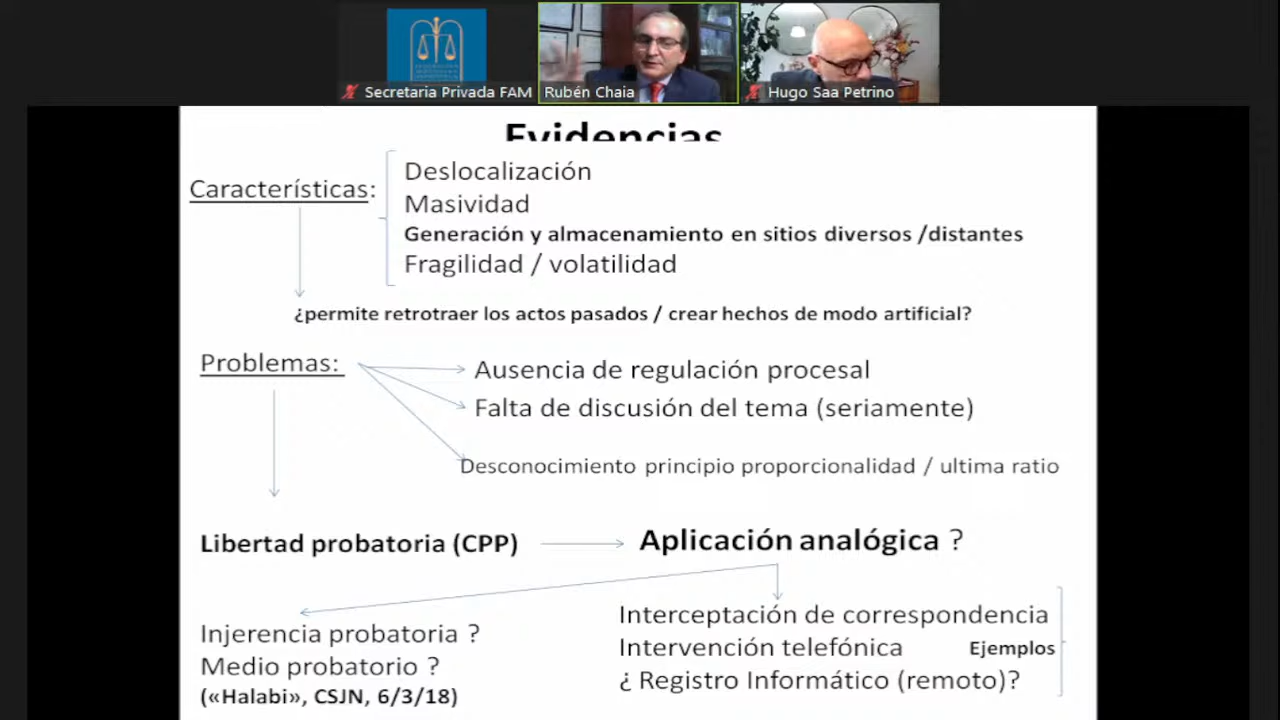 Secretaria Privada FAM
Rubén Chaia
Hugo Saa Petrino
Evidencias
Características:
Deslocalización
Masividad
Generación y almacenamiento en sitios diversos /distantes
Fragilidad / volatilidad
¿permite retrotraer los actos pasados / crear hechos de modo artificial?
Problemas:
Ausencia de regulación procesal
Falta de discusión del tema (seriamente)
Desconocimiento principio proporcionalidad / ultima ratio
Libertad probatoria (CPP)
Aplicación analógica ?
Injerencia probatoria ?
Medio probatorio ?
(«Halabi», CSJN, 6/3/18)
Interceptación de correspondencia
Intervención telefónica
Ejemplos
¿ Registro Informático (remoto)?